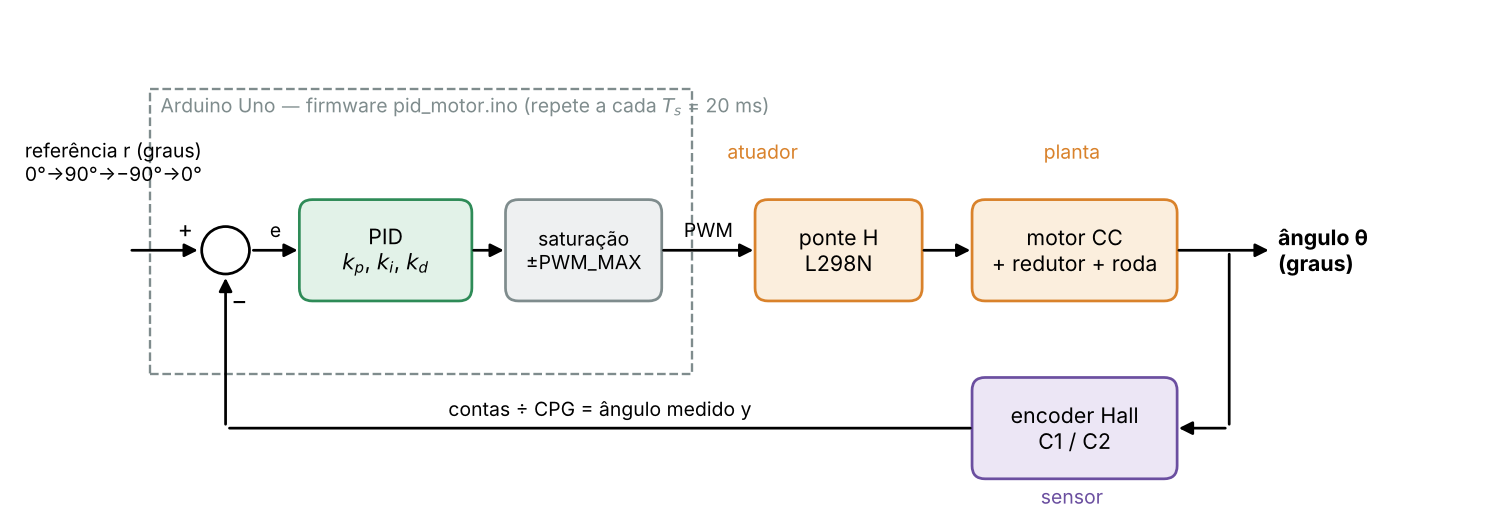 Arduino Uno — firmware pid_motor.ino (repete a cada Tₛ = 20 ms)
referência r (graus)
0°→90°→−90°→0°
atuador
planta
+
e
PID
kₚ, kᵢ, k_d
saturação
±PWM_MAX
PWM
ponte H
L298N
motor CC
+ redutor + roda
ângulo θ
(graus)
−
contas ÷ CPG = ângulo medido y
encoder Hall
C1 / C2
sensor